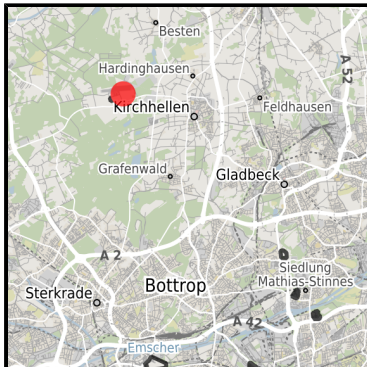 Besten
A 52
Hardinghausen
Kirchhellen
Feldhausen
Grafenwald
Gladbeck
A 2
Siedlung
Mathias-Stinnes
Bottrop
Sterkrade
A 42
Emscher